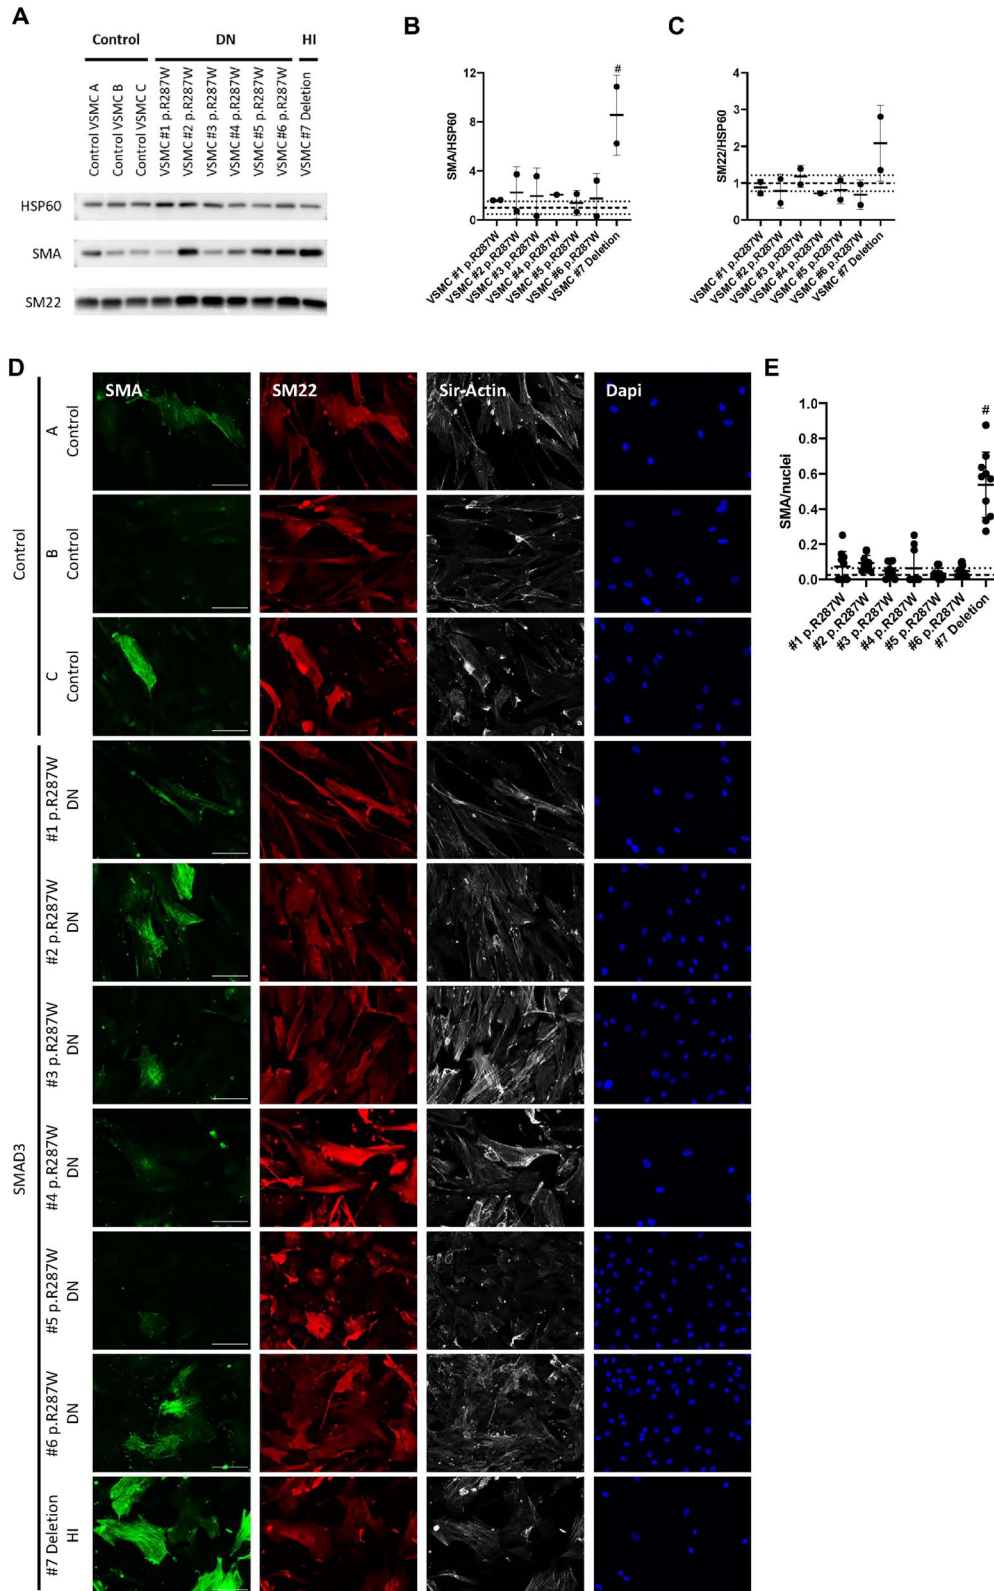 A
Control DN HI
Control VSMC A
Control VSMC B
Control VSMC C
VSMC #1 p.R287W
VSMC #2 p.R287W
VSMC #3 p.R287W
VSMC #4 p.R287W
VSMC #5 p.R287W
VSMC #6 p.R287W
VSMC #7 Deletion
HSP60
SMA
SM22
B
SMA/HSP60
12
9
6
3
0
#
VSMC #1 p.R287W
VSMC #2 p.R287W
VSMC #3 p.R287W
VSMC #4 p.R287W
VSMC #5 p.R287W
VSMC #6 p.R287W
VSMC #7 Deletion
C
SM22/HSP60
4
3
2
1
0
VSMC #1 p.R287W
VSMC #2 p.R287W
VSMC #3 p.R287W
VSMC #4 p.R287W
VSMC #5 p.R287W
VSMC #6 p.R287W
VSMC #7 Deletion
D
SMA SM22 Sir-Actin Dapi
Control
A
Control
B
Control
C
Control
SMAD3
#1 p.R287W
DN
#2 p.R287W
DN
#3 p.R287W
DN
#4 p.R287W
DN
#5 p.R287W
DN
#6 p.R287W
DN
#7 Deletion
HI
E
SMA/nuclei
1.0
0.8
0.6
0.4
0.2
0.0
#
#1 p.R287W
#2 p.R287W
#3 p.R287W
#4 p.R287W
#5 p.R287W
#6 p.R287W
#7 Deletion